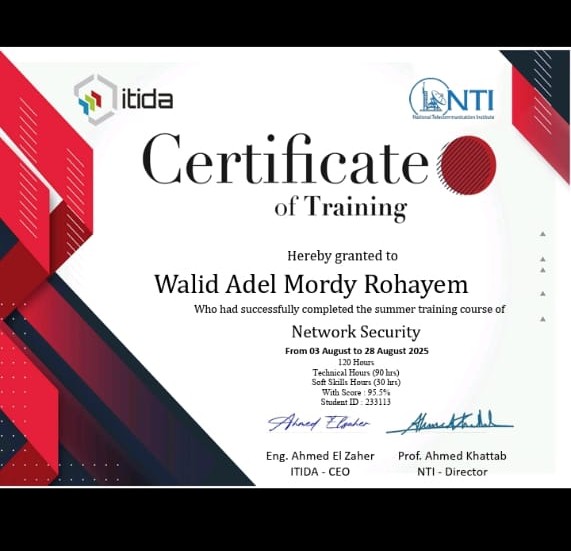 itida
NTI
National Telecommunication Institute
Certificate
of Training
Hereby granted to
Walid Adel Mordy Rohayem
Who had successfully completed the summer training course of
Network Security
From 03 August to 28 August 2025
120 Hours
Technical Hours (90 hrs)
Soft Skills Hours (30 hrs)
With Score : 95.5%
Student ID : 233113
Ahmed Elzaher
Eng. Ahmed El Zaher
Prof. Ahmed Khattab
ITIDA - CEO
NTI - Director